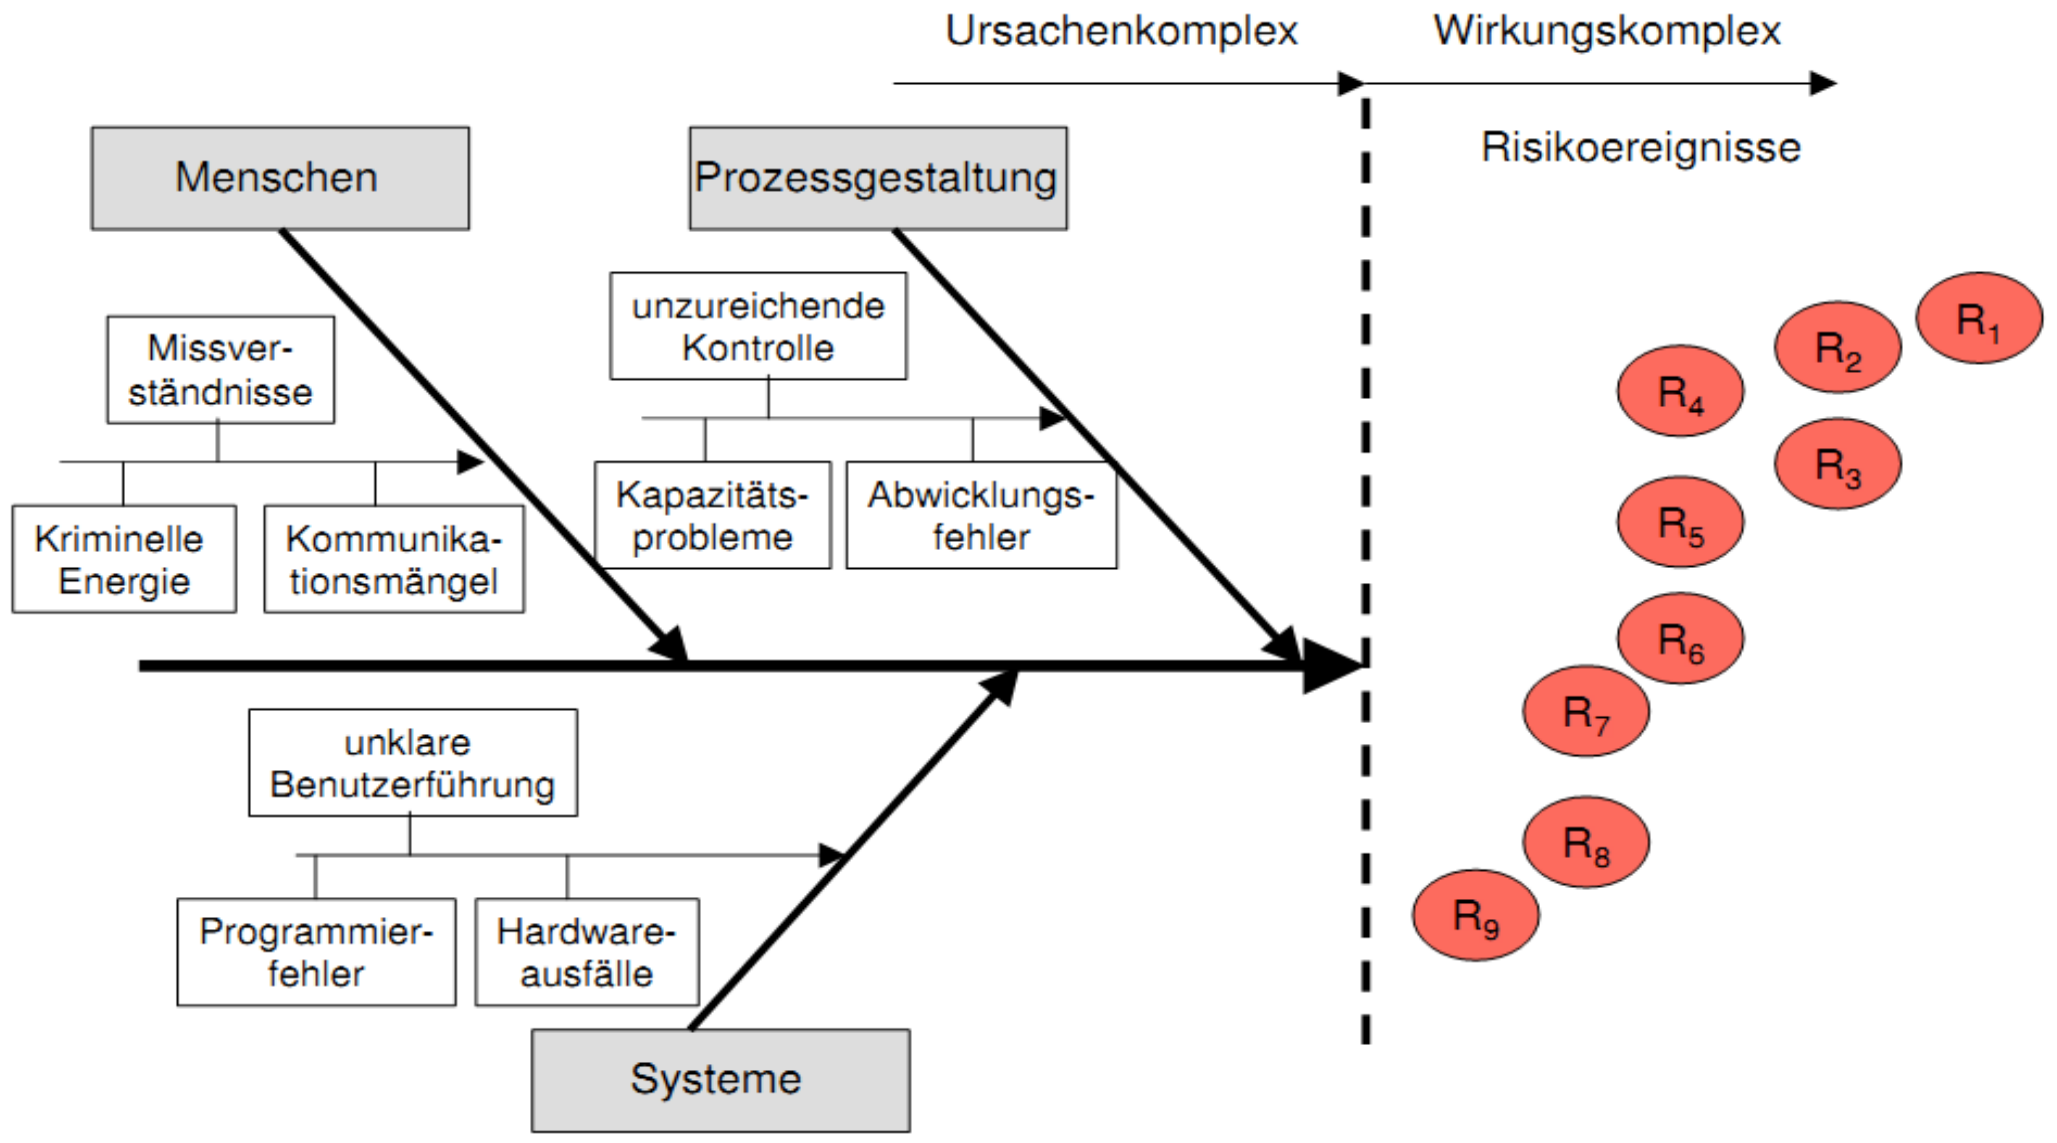 Ursachenkomplex
Wirkungskomplex
Risikoereignisse
Menschen
Prozessgestaltung
Missver-
ständnisse
Kriminelle
Energie
Kommunika-
tionsmängel
unzureichende
Kontrolle
Kapazitäts-
probleme
Abwicklungs-
fehler
unklare
Benutzerführung
Programmier-
fehler
Hardware-
ausfälle
Systeme
R1
R2
R4
R3
R5
R6
R7
R8
R9